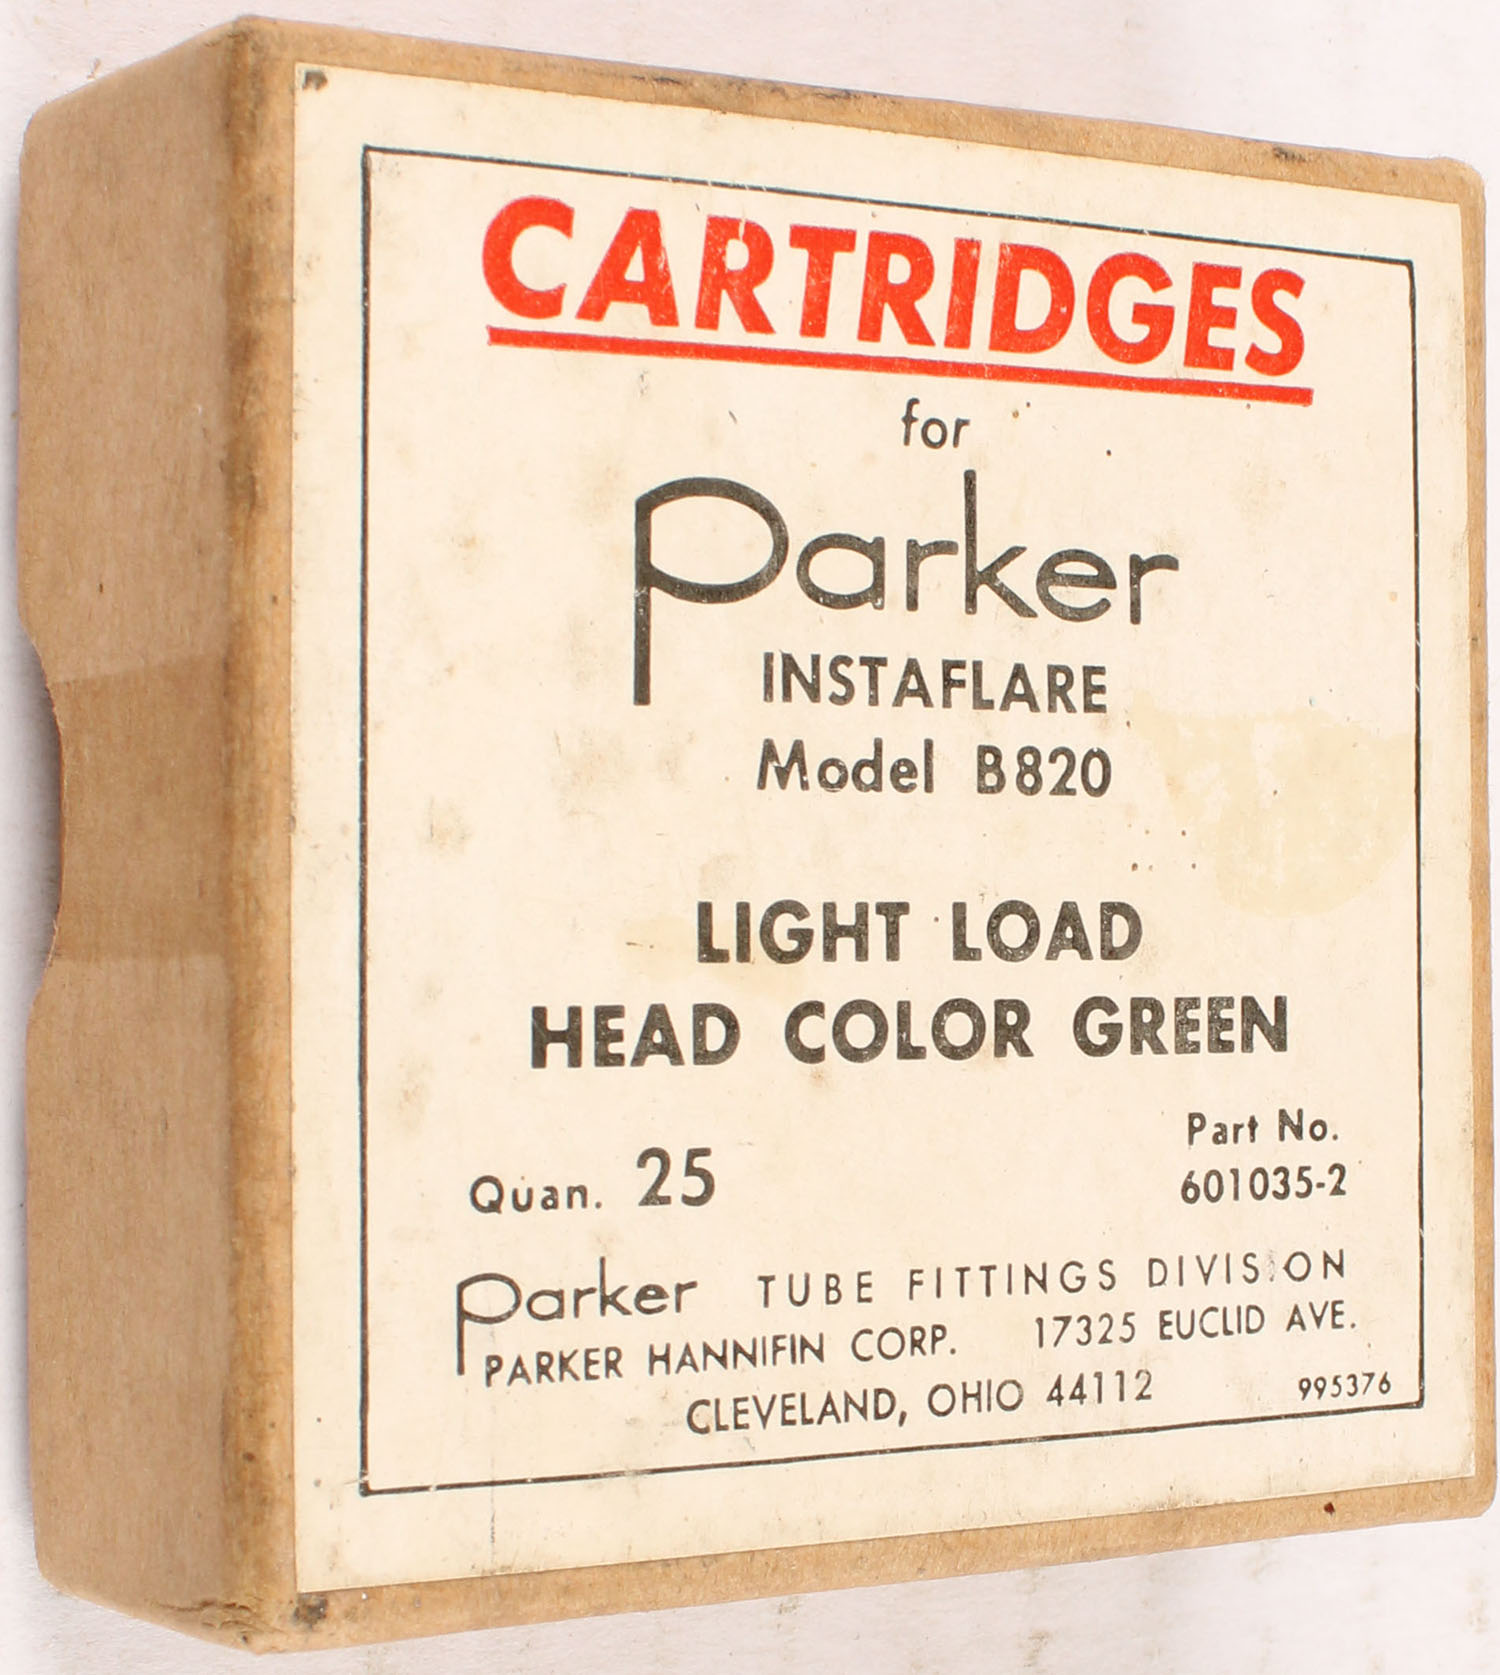 CARTRIDGES
for
Parker
INSTAFLARE
Model B820
LIGHT LOAD
HEAD COLOR GREEN
Part No.
Quan. 25 601035-2
Parker TUBE FITTINGS DIVISION
PARKER HANNIFIN CORP. 17325 EUCLID AVE.
CLEVELAND, OHIO 44112 995376